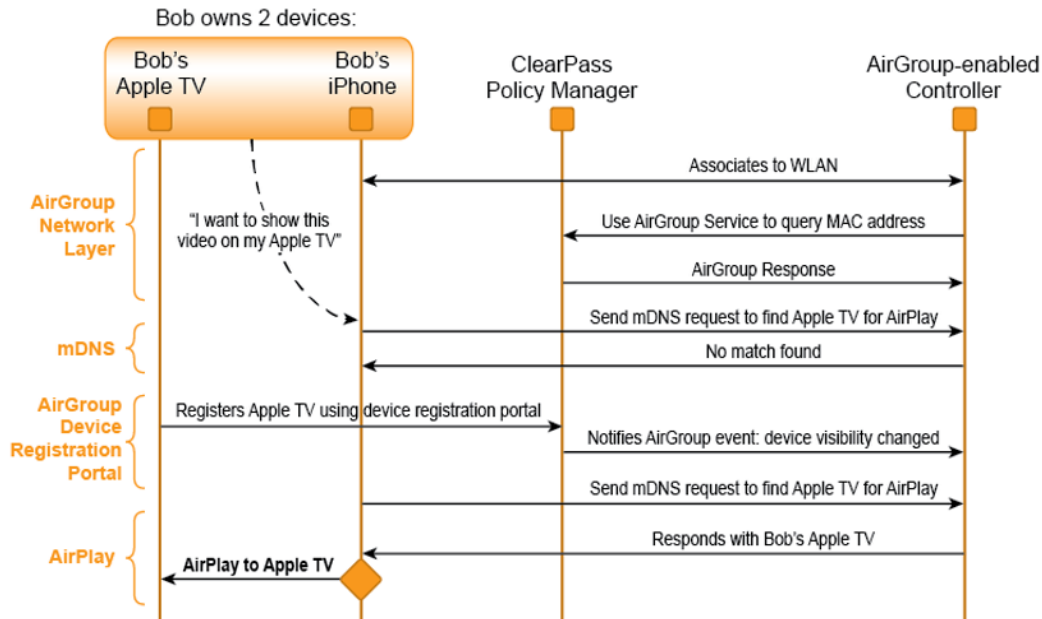 Bob owns 2 devices:
Bob's
Apple TV
Bob's
iPhone
ClearPass
Policy Manager
AirGroup-enabled
Controller
AirGroup
Network
Layer
Associates to WLAN
"I want to show this
video on my Apple TV"
Use AirGroup Service to query MAC address
AirGroup Response
mDNS
Send mDNS request to find Apple TV for AirPlay
No match found
AirGroup
Device
Registration
Portal
Registers Apple TV using device registration portal
Notifies AirGroup event: device visibility changed
Send mDNS request to find Apple TV for AirPlay
AirPlay
Responds with Bob's Apple TV
AirPlay to Apple TV